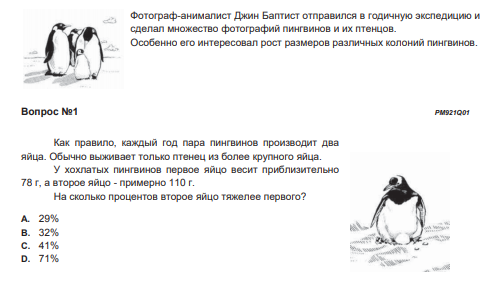 Фотограф-анималист Джин Баптист отправился в годичную экспедицию и
сделал множество фотографий пингвинов и их птенцов.
Особенно его интересовал рост размеров различных колоний пингвинов.
Вопрос №1
PM921Q01
Как правило, каждый год пара пингвинов производит два
яйца. Обычно выживает только птенец из более крупного яйца.
У хохлатых пингвинов первое яйцо весит приблизительно
78 г, а второе яйцо - примерно 110 г.
На сколько процентов второе яйцо тяжелее первого?
A. 29%
B. 32%
C. 41%
D. 71%